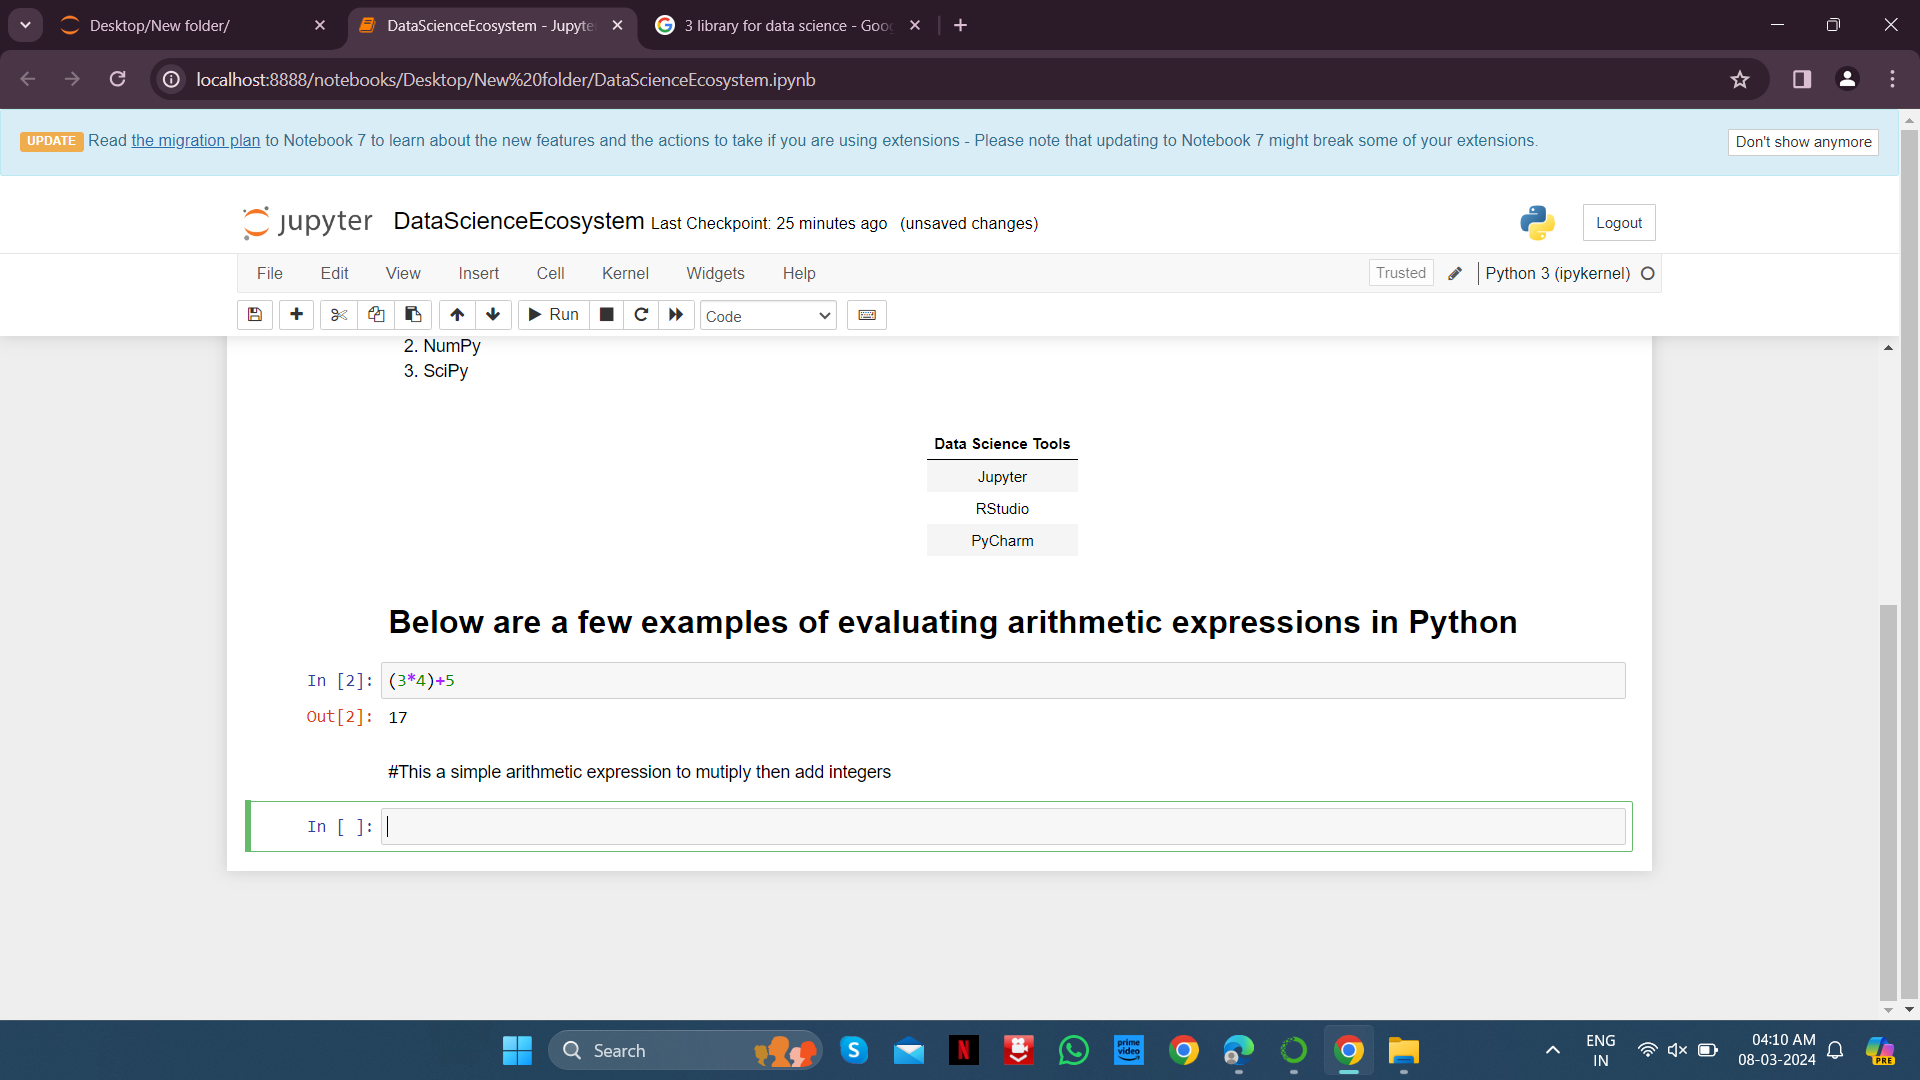 Desktop/New folder/
DataScienceEcosystem - Jupyte
3 library for data science - Goo
localhost:8888/notebooks/Desktop/New%20folder/DataScienceEcosystem.ipynb
UPDATE Read the migration plan to Notebook 7 to learn about the new features and the actions to take if you are using extensions - Please note that updating to Notebook 7 might break some of your extensions.
Don't show anymore
jupyter DataScienceEcosystem Last Checkpoint: 25 minutes ago (unsaved changes)
Logout
File Edit View Insert Cell Kernel Widgets Help
Trusted Python 3 (ipykernel)
Run Code
2. NumPy
3. SciPy
Data Science Tools
Jupyter
RStudio
PyCharm
Below are a few examples of evaluating arithmetic expressions in Python
In [2]: (3*4)+5
Out[2]: 17
#This a simple arithmetic expression to mutiply then add integers
In [ ]:
Search
S
N
prime video
ENG
IN
04:10 AM
08-03-2024
PRE